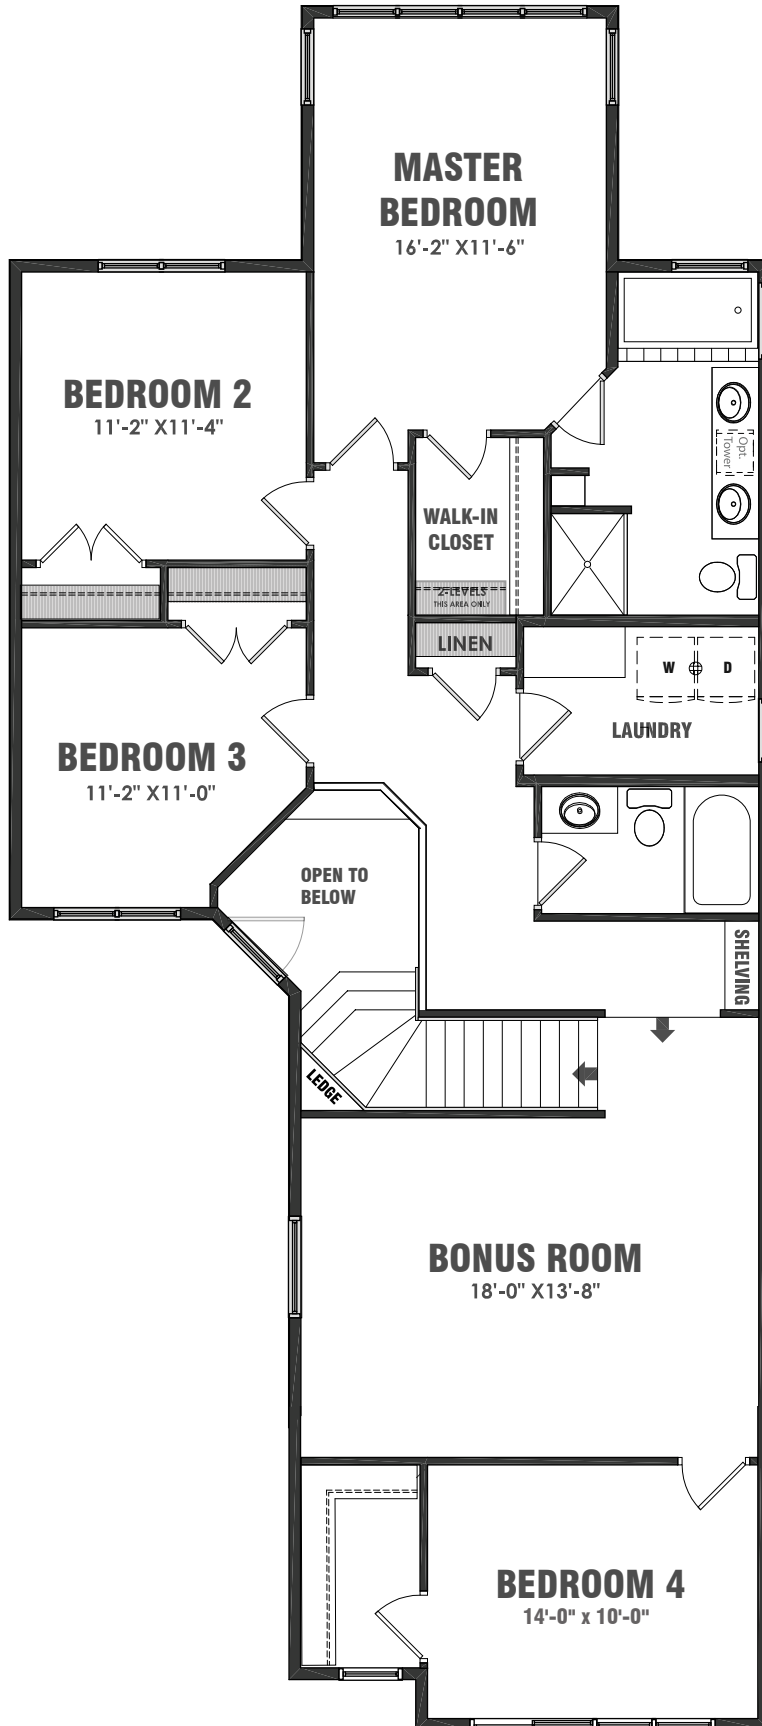 MASTER
BEDROOM
16'-2" X11'-6"
BEDROOM 2
11'-2" X11'-4"
Opt.
Tower
WALK-IN
CLOSET
2-LEVELS
THIS AREA ONLY
LINEN
W
D
LAUNDRY
BEDROOM 3
11'-2" X11'-0"
OPEN TO
BELOW
SHELVING
LEDGE
BONUS ROOM
18'-0" X13'-8"
BEDROOM 4
14'-0" x 10'-0"